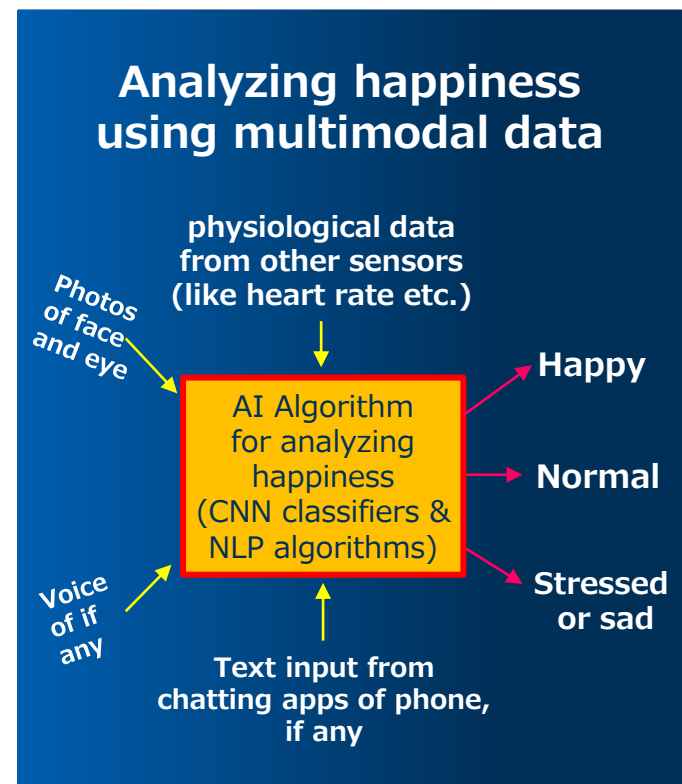 Analyzing happiness
using multimodal data
physiological data
from other sensors
(like heart rate etc.)
Photos
of face
and eye
AI Algorithm
for analyzing
happiness
(CNN classifiers &
NLP algorithms)
Happy
Normal
Stressed
or sad
Voice
of if
any
Text input from
chatting apps of phone,
if any